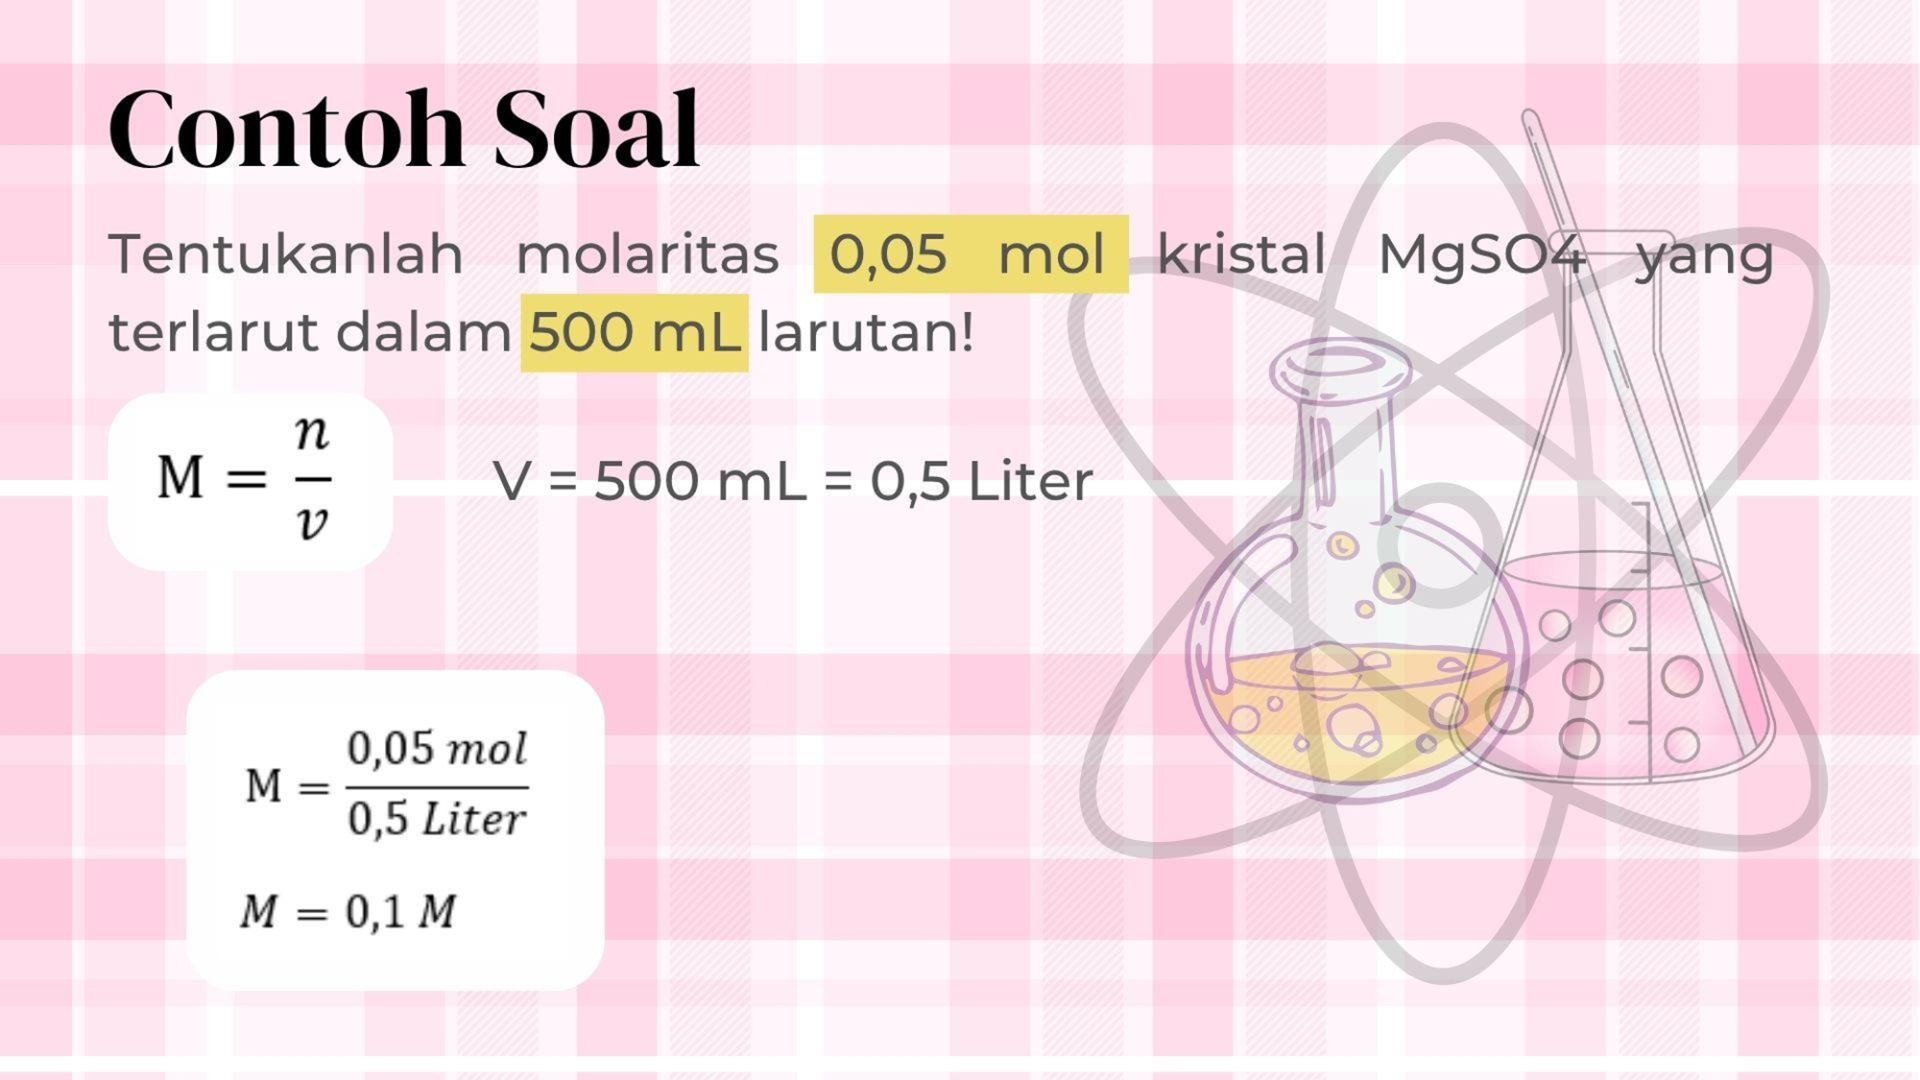 Contoh Soal
Tentukanlah molaritas 0,05 mol kristal MgSO4 yang
terlarut dalam 500 mL larutan!
M = n/v
V = 500 mL = 0,5 Liter
M = 0,05 mol/0,5 Liter
M = 0,1 M